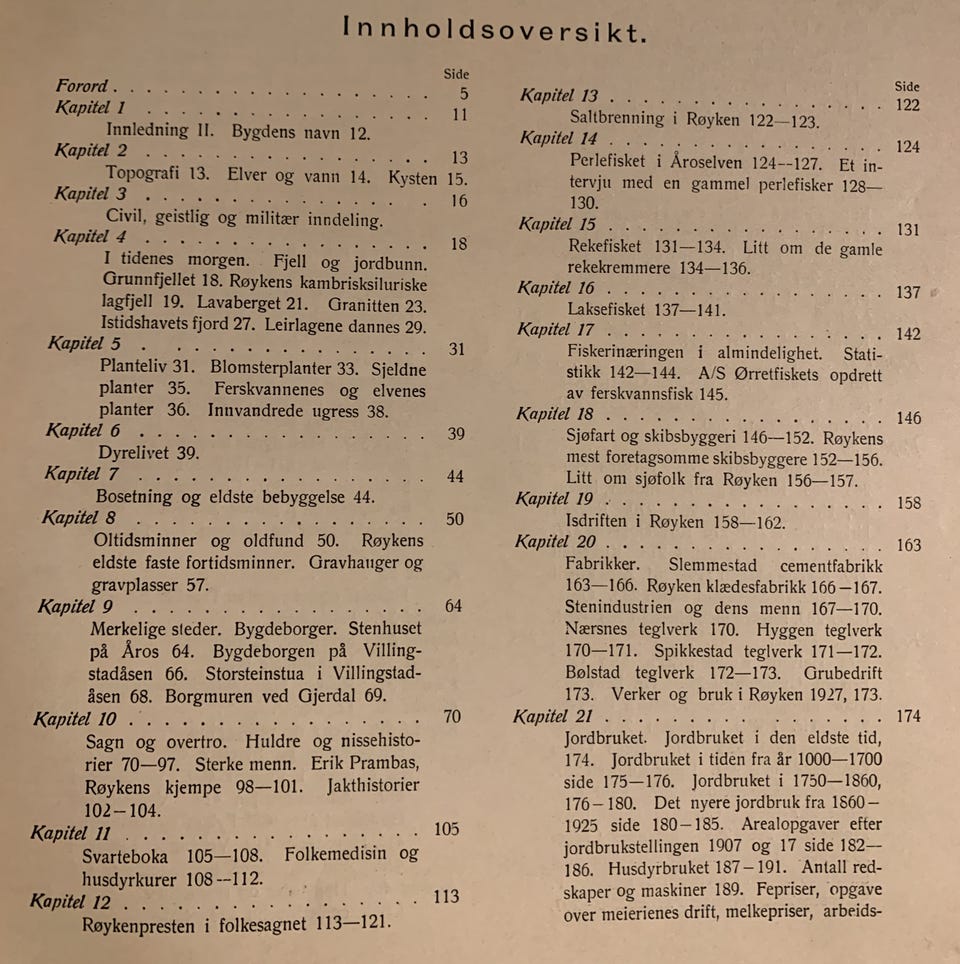 Innholdsoversikt.
Side
Forord . . . . . . . . . . . . . . . . . . 5
Kapitel 1 . . . . . . . . . . . . . . . . 11
Innledning II. Bygdens navn 12.
Kapitel 2 . . . . . . . . . . . . . . . . 13
Topografi 13. Elver og vann 14. Kysten 15.
Kapitel 3 . . . . . . . . . . . . . . . . 16
Civil, geistlig og militær inndeling.
Kapitel 4 . . . . . . . . . . . . . . . . 18
I tidenes morgen. Fjell og jordbunn.
Grunnfjellet 18. Røykens kambrisksiluriske
lagfjell 19. Lavaberget 21. Granitten 23.
Istidshavets fjord 27. Leirlagene dannes 29.
Kapitel 5 . . . . . . . . . . . . . . . . 31
Planteliv 31. Blomsterplanter 33. Sjeldne
planter 35. Ferskvannenes og elvenes
planter 36. Innvandrede ugress 38.
Kapitel 6 . . . . . . . . . . . . . . . . 39
Dyrelivet 39.
Kapitel 7 . . . . . . . . . . . . . . . . 44
Bosetning og eldste bebyggelse 44.
Kapitel 8 . . . . . . . . . . . . . . . . 50
Oltidsminner og oldfund 50. Røykens
eldste faste fortidsminner. Gravhauger og
gravplasser 57.
Kapitel 9 . . . . . . . . . . . . . . . . 64
Merkelige steder. Bygdeborger. Stenhuset
på Åros 64. Bygdeborgen på Villing-
stadåsen 66. Storsteinstua i Villingstad-
åsen 68. Borgmuren ved Gjerdal 69.
Kapitel 10 . . . . . . . . . . . . . . . . 70
Sagn og overtro. Huldre og nissehisto-
rier 70—97. Sterke menn. Erik Prambas,
Røykens kjempe 98—101. Jakthistorier
102—104.
Kapitel 11 . . . . . . . . . . . . . . . . 105
Svarteboka 105—108. Folkemedisin og
husdyrkurer 108—112.
Kapitel 12 . . . . . . . . . . . . . . . . 113
Røykenpresten i folkesagnet 113—121.
Side
Kapitel 13 . . . . . . . . . . . . . . . . 122
Saltbrenning i Røyken 122—123.
Kapitel 14 . . . . . . . . . . . . . . . . 124
Perlefisket i Åroselven 124—127. Et in-
tervju med en gammel perlefisker 128—
130.
Kapitel 15 . . . . . . . . . . . . . . . . 131
Rekefisket 131—134. Litt om de gamle
rekekremmere 134—136.
Kapitel 16 . . . . . . . . . . . . . . . . 137
Laksefisket 137—141.
Kapitel 17 . . . . . . . . . . . . . . . . 142
Fiskerinæringen i almindelighet. Stati-
stikk 142—144. A/S Ørretfiskets opdrett
av ferskvannsfisk 145.
Kapitel 18 . . . . . . . . . . . . . . . . 146
Sjøfart og skibsbyggeri 146—152. Røykens
mest foretagsomme skibsbyggere 152—156.
Litt om sjøfolk fra Røyken 156—157.
Kapitel 19 . . . . . . . . . . . . . . . . 158
Isdriften i Røyken 158—162.
Kapitel 20 . . . . . . . . . . . . . . . . 163
Fabrikker. Slemmestad cementfabrikk
163—166. Røyken klædesfabrikk 166—167.
Stenindustrien og dens menn 167—170.
Nærsnes teglverk 170. Hyggen teglverk
170—171. Spikkestad teglverk 171—172.
Bølstad teglverk 172—173. Grubedrift
173. Verker og bruk i Røyken 1927, 173.
Kapitel 21 . . . . . . . . . . . . . . . . 174
Jordbruket. Jordbruket i den eldste tid,
174. Jordbruket i tiden fra år 1000—1700
side 175—176. Jordbruket i 1750—1860,
176—180. Det nyere jordbruk fra 1860—
1925 side 180—185. Arealopgaver efter
jordbrukstellingen 1907 og 17 side 182—
186. Husdyrbruket 187—191. Antall red-
skaper og maskiner 189. Fepriser, opgave
over meierienes drift, melkepriser, arbeids-